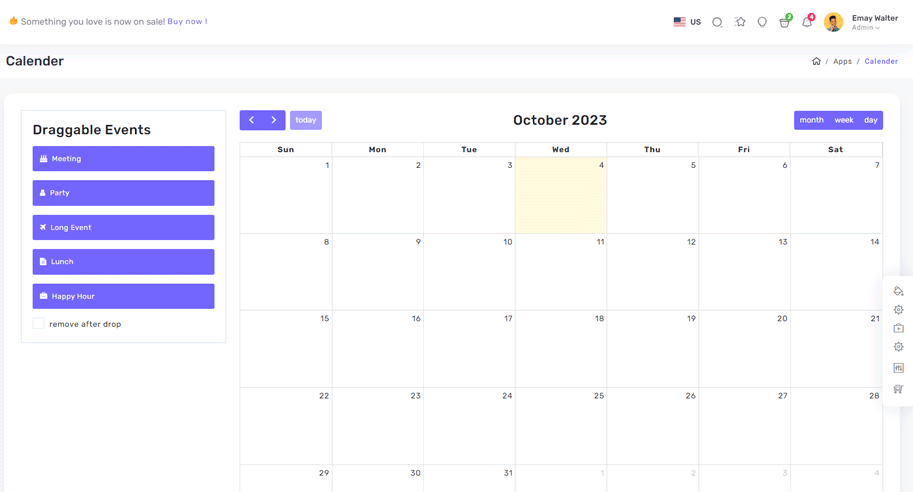 Something you love is now on sale! Buy now !
US
2
4
Emay Walter
Admin
Calender
/ Apps / Calender
Draggable Events
Meeting
Party
Long Event
Lunch
Happy Hour
remove after drop
today
October 2023
month week day
Sun Mon Tue Wed Thu Fri Sat
1 2 3 4 5 6 7
8 9 10 11 12 13 14
15 16 17 18 19 20 21
22 23 24 25 26 27 28
29 30 31 1 2 3 4